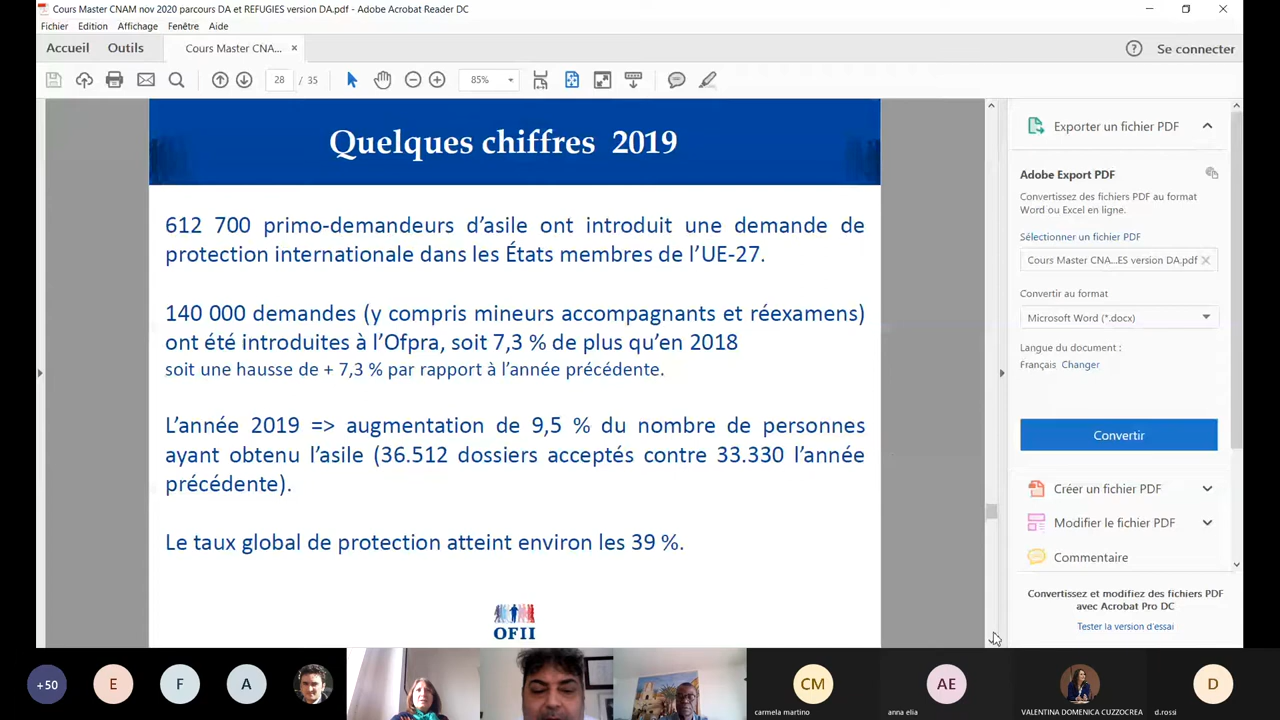 Cours Master CNAM nov 2020 parcours DA et REFUGIES version DA.pdf - Adobe Acrobat Reader DC
Fichier Edition Affichage Fenêtre Aide
Accueil Outils Cours Master CNA... × Se connecter
28 / 35 85%
Quelques chiffres 2019
612 700 primo-demandeurs d’asile ont introduit une demande de
protection internationale dans les États membres de l’UE-27.
140 000 demandes (y compris mineurs accompagnants et réexamens)
ont été introduites à l’Ofpra, soit 7,3 % de plus qu’en 2018
soit une hausse de + 7,3 % par rapport à l’année précédente.
L’année 2019 => augmentation de 9,5 % du nombre de personnes
ayant obtenu l’asile (36.512 dossiers acceptés contre 33.330 l’année
précédente).
Le taux global de protection atteint environ les 39 %.
OFII
Exporter un fichier PDF
Adobe Export PDF
Convertissez des fichiers PDF au format
Word ou Excel en ligne.
Sélectionner un fichier PDF
Cours Master CNA...ES version DA.pdf ×
Convertir au format
Microsoft Word (*.docx)
Langue du document :
Français Changer
Convertir
Créer un fichier PDF
Modifier le fichier PDF
Commentaire
Convertissez et modifiez des fichiers PDF
avec Acrobat Pro DC
Tester la version d'essai
+50 E F A CM AE D
carmela martino anna elia VALENTINA DOMENICA CUZZOCREA d.rossi